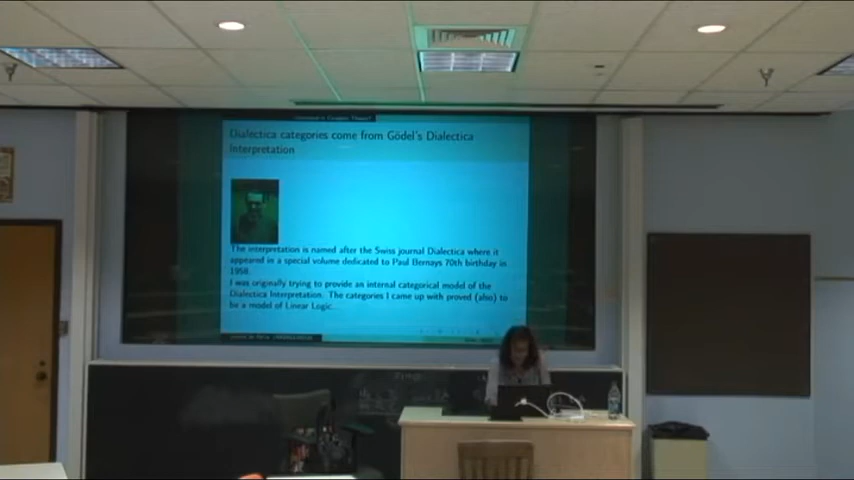 Dialectica categories come from Gödel's Dialectica
Interpretation
The interpretation is named after the Swiss journal Dialectica where it
appeared in a special volume dedicated to Paul Bernays 70th birthday in
1958.
I was originally trying to provide an internal categorical model of the
Dialectica Interpretation. The categories I came up with proved (also) to
be a model of Linear Logic...